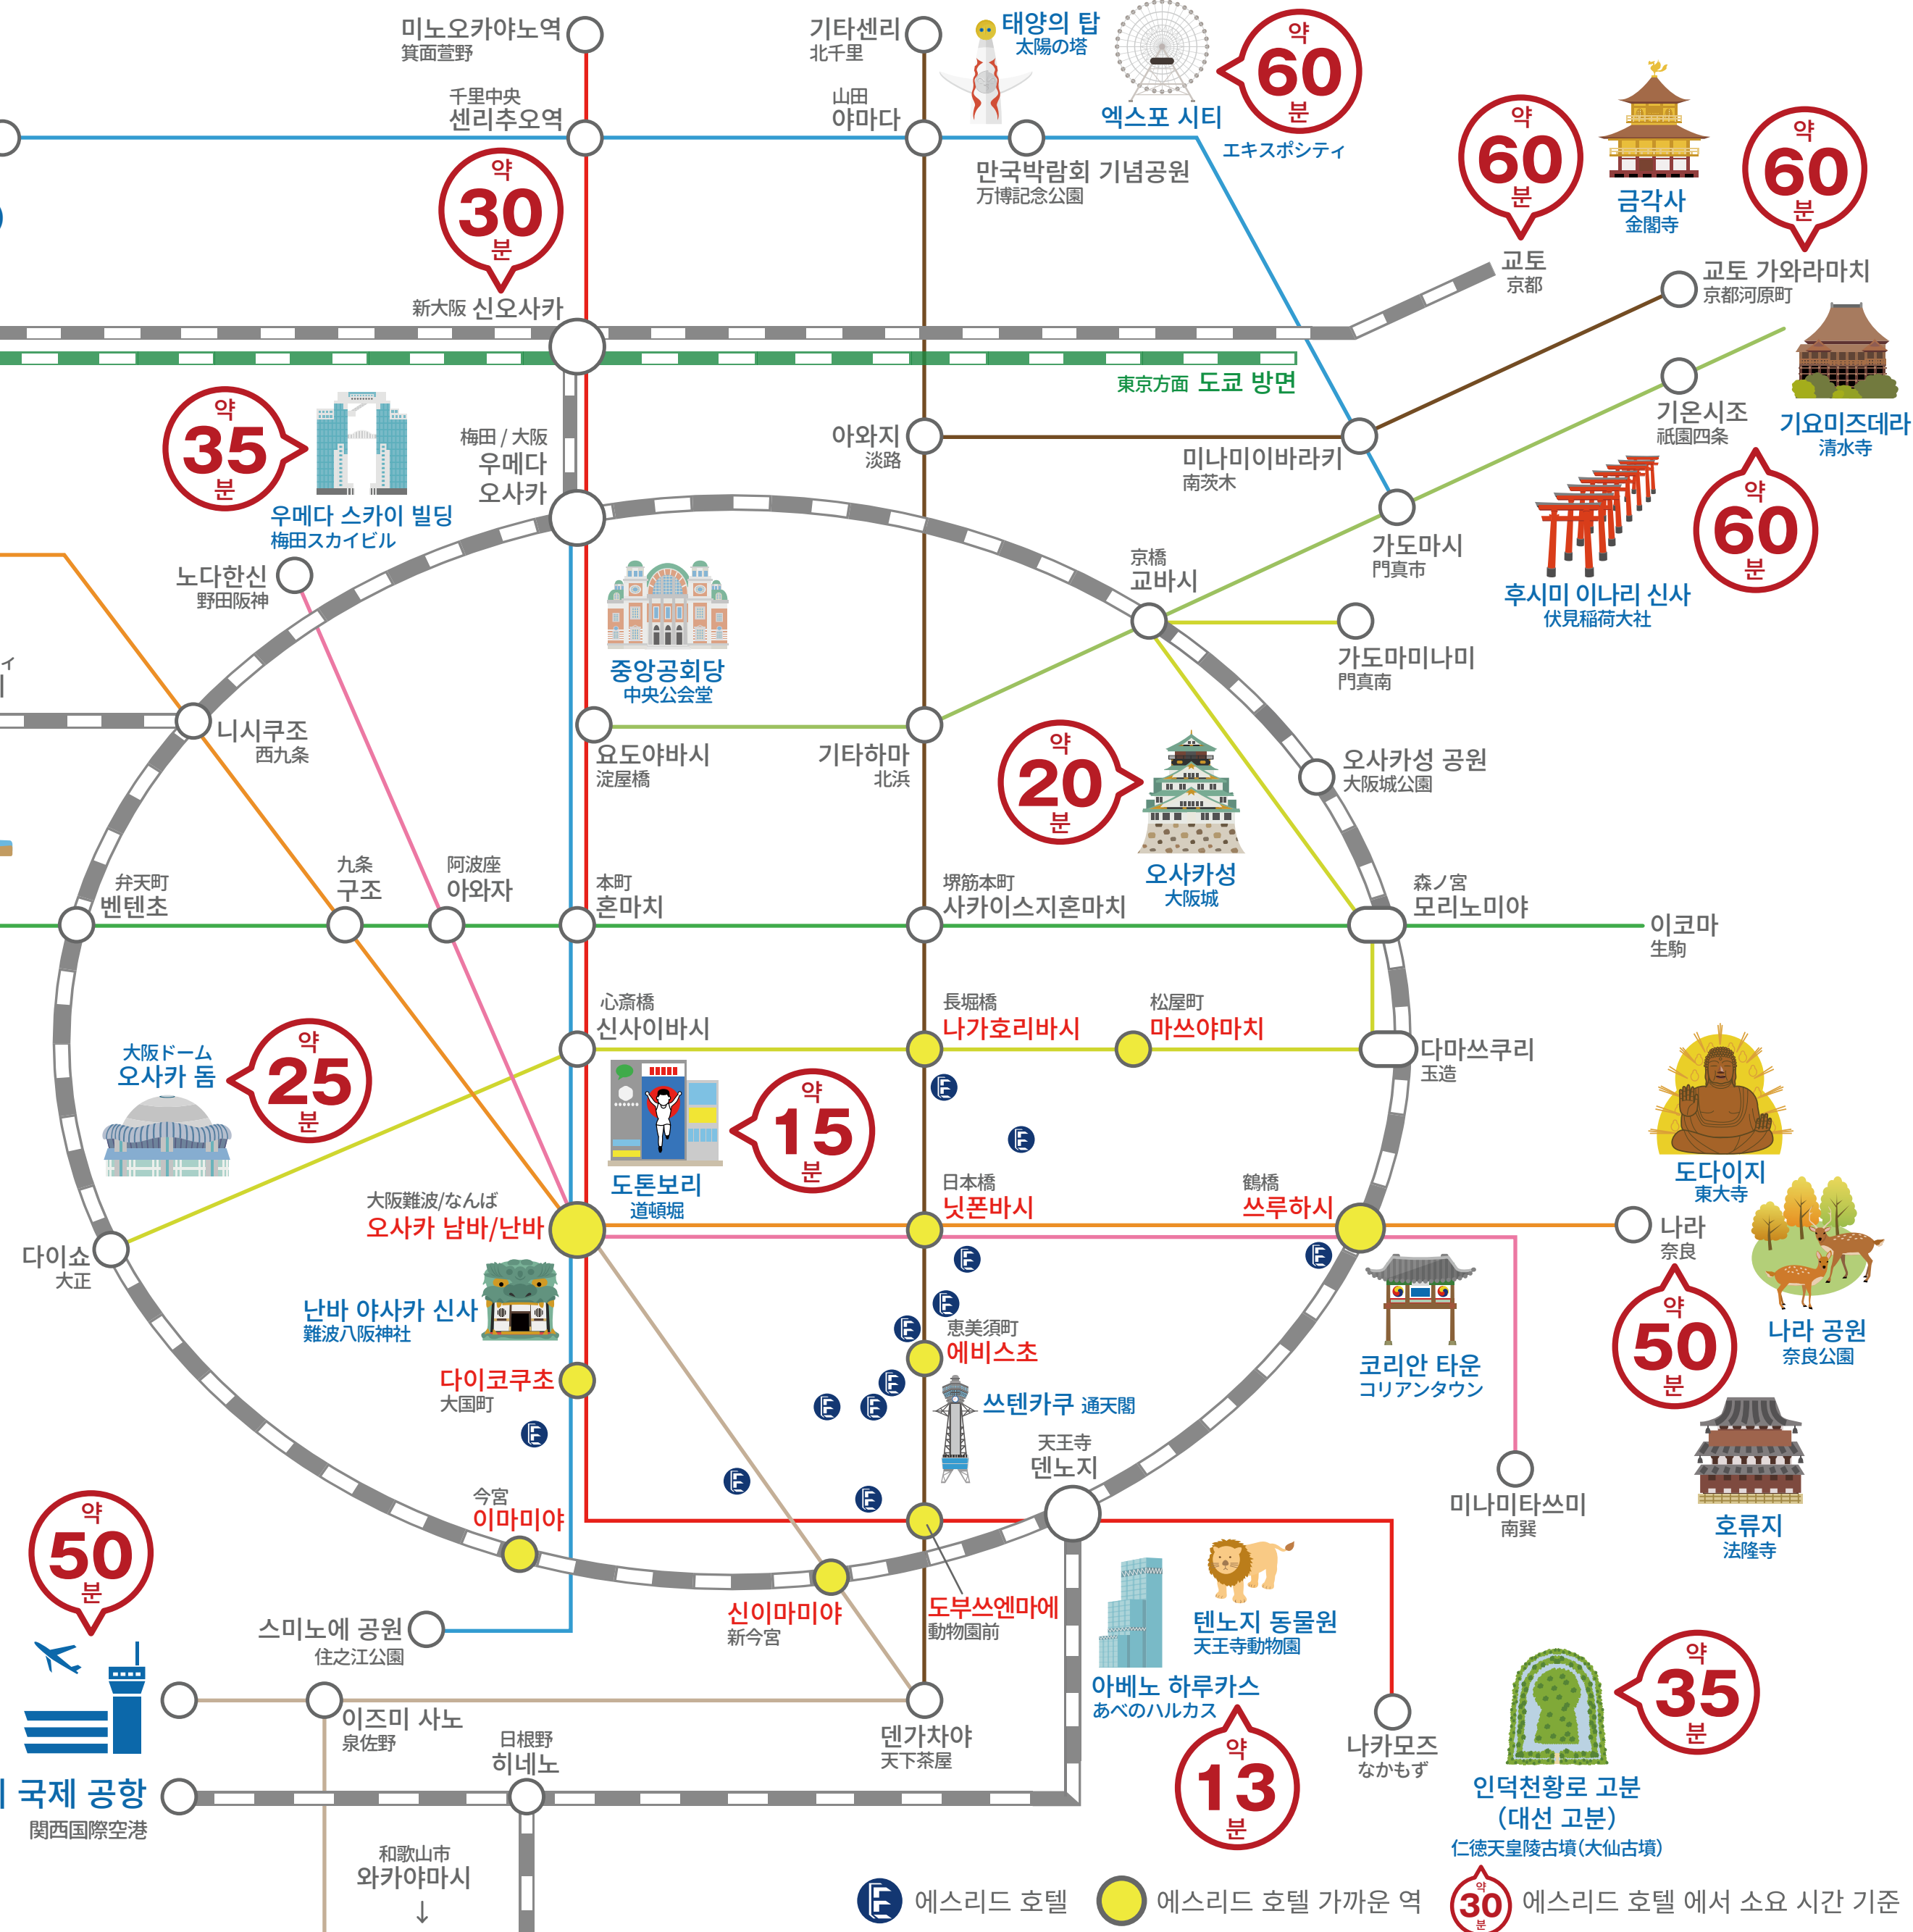 미노오카야노역
箕面萱野
기타센리
北千里
태양의 탑
太陽の塔
약
60
분
엑스포 시티
エキスポシティ
千里中央
센리추오역
山田
야마다
만국박람회 기념공원
万博記念公園
약
60
분
금각사
金閣寺
약
60
분
약
30
분
新大阪 신오사카
교토
京都
교토 가와라마치
京都河原町
東京方面 도쿄 방면
약
35
분
우메다 스카이 빌딩
梅田スカイビル
梅田 / 大阪
우메다
오사카
아와지
淡路
미나미이바라키
南茨木
기온시조
祇園四条
기요미즈데라
清水寺
약
60
분
후시미 이나리 신사
伏見稲荷大社
가도마시
門真市
京橋
교바시
가도마미나미
門真南
노다한신
野田阪神
중앙공회당
中央公会堂
ィ
니시쿠조
西九条
요도야바시
淀屋橋
기타하마
北浜
약
20
분
오사카성
大阪城
오사카성 공원
大阪城公園
弁天町
벤텐초
九条
구조
阿波座
아와자
本町
혼마치
堺筋本町
사카이스지혼마치
森ノ宮
모리노미야
이코마
生駒
心斎橋
신사이바시
長堀橋
나가호리바시
松屋町
마쓰야마치
다마쓰쿠리
玉造
大阪ドーム
오사카 돔
약
25
분
약
15
분
도톤보리
道頓堀
도다이지
東大寺
大阪難波/なんば
오사카 남바/난바
日本橋
닛폰바시
鶴橋
쓰루하시
나라
奈良
다이쇼
大正
난바 야사카 신사
難波八阪神社
恵美須町
에비스초
코리안 타운
コリアンタウン
약
50
분
나라 공원
奈良公園
다이코쿠초
大国町
쓰텐카쿠 通天閣
天王寺
덴노지
미나미타쓰미
南巽
호류지
法隆寺
今宮
이마미야
약
50
분
스미노에 공원
住之江公園
신이마미야
新今宮
도부쓰엔마에
動物園前
텐노지 동물원
天王寺動物園
아베노 하루카스
あべのハルカス
약
13
분
나카모즈
なかもず
약
35
분
인덕천황로 고분
(대선 고분)
仁徳天皇陵古墳(大仙古墳)
이즈미 사노
泉佐野
덴가차야
天下茶屋
日根野
히네노
국제 공항
関西国際空港
和歌山市
와카야마시
↓
에스리드 호텔
에스리드 호텔 가까운 역
약
30
분
에스리드 호텔 에서 소요 시간 기준